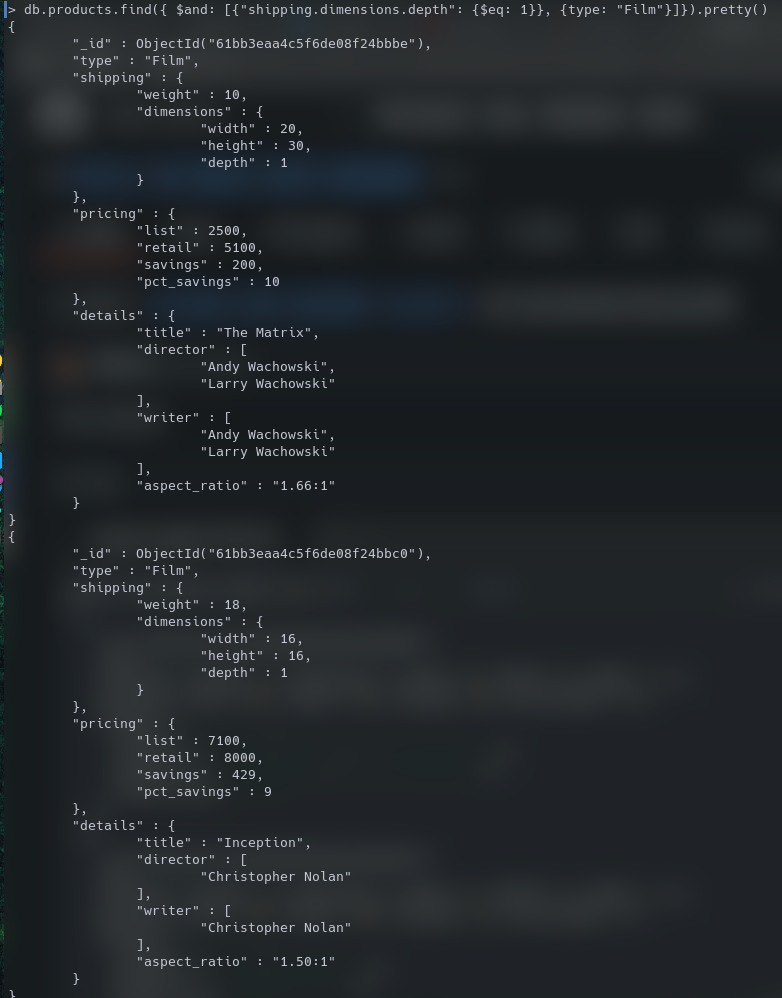 > db.products.find({ $and: [{"shipping.dimensions.depth": {$eq: 1}}, {type: "Film"}]}).pretty()
{
        "_id" : ObjectId("61bb3eaa4c5f6de08f24bbbe"),
        "type" : "Film",
        "shipping" : {
                "weight" : 10,
                "dimensions" : {
                        "width" : 20,
                        "height" : 30,
                        "depth" : 1
                }
        },
        "pricing" : {
                "list" : 2500,
                "retail" : 5100,
                "savings" : 200,
                "pct_savings" : 10
        },
        "details" : {
                "title" : "The Matrix",
                "director" : [
                        "Andy Wachowski",
                        "Larry Wachowski"
                ],
                "writer" : [
                        "Andy Wachowski",
                        "Larry Wachowski"
                ],
                "aspect_ratio" : "1.66:1"
        }
}
{
        "_id" : ObjectId("61bb3eaa4c5f6de08f24bbc0"),
        "type" : "Film",
        "shipping" : {
                "weight" : 18,
                "dimensions" : {
                        "width" : 16,
                        "height" : 16,
                        "depth" : 1
                }
        },
        "pricing" : {
                "list" : 7100,
                "retail" : 8000,
                "savings" : 429,
                "pct_savings" : 9
        },
        "details" : {
                "title" : "Inception",
                "director" : [
                        "Christopher Nolan"
                ],
                "writer" : [
                        "Christopher Nolan"
                ],
                "aspect_ratio" : "1.50:1"
        }
}